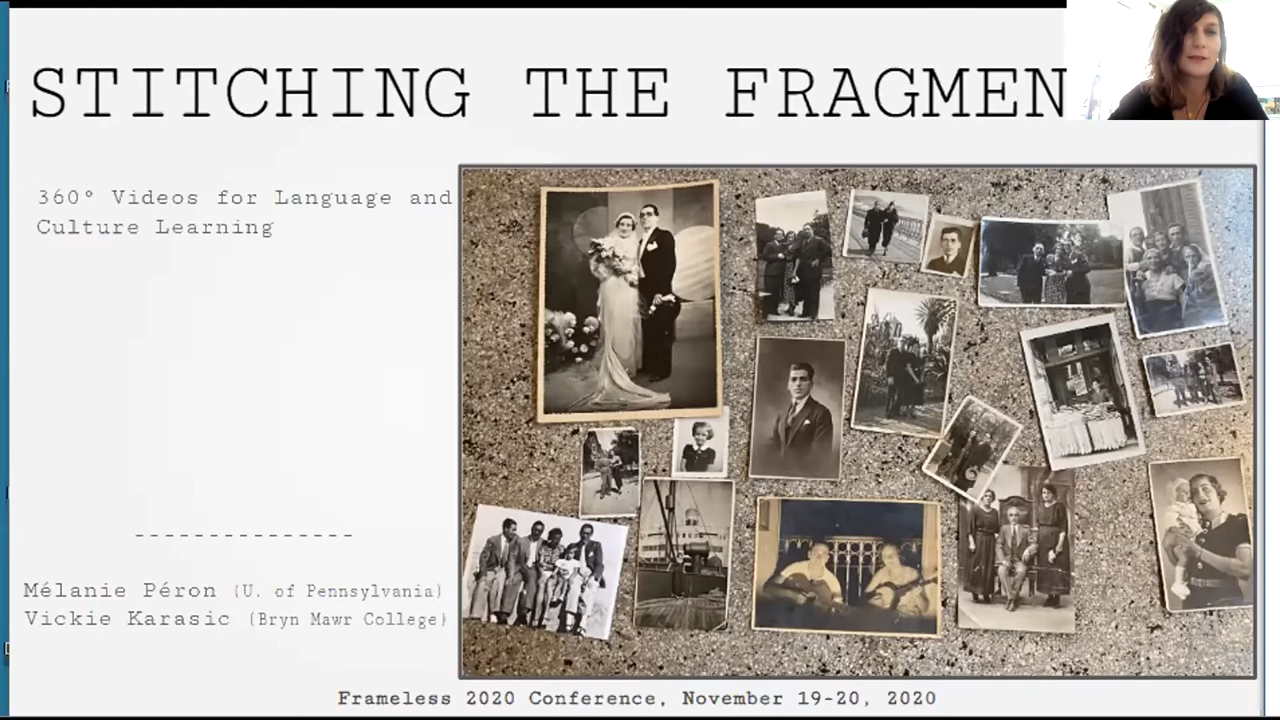 STITCHING THE FRAGMEN
360° Videos for Language and
Culture Learning
---------------
Mélanie Péron (U. of Pennsylvania)
Vickie Karasic (Bryn Mawr College)
Frameless 2020 Conference, November 19-20, 2020